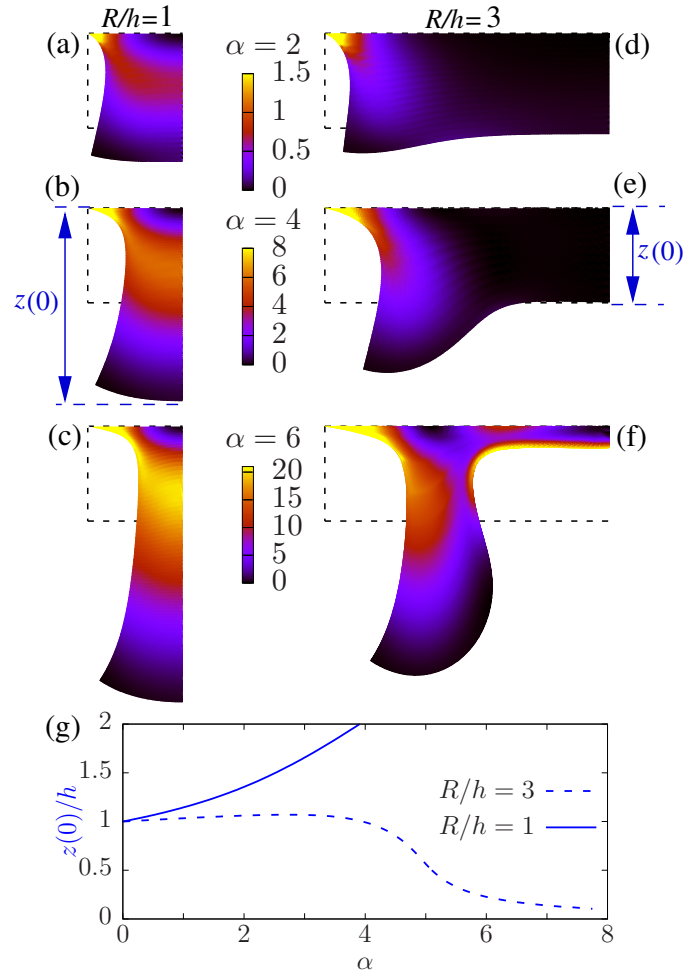 R/h=1
R/h=3
(a)
α = 2
(d)
1.5
1
0.5
0
(b)
α = 4
(e)
z(0)
8
6
4
2
0
z(0)
(c)
α = 6
(f)
20
15
10
5
0
(g)
2
1.5
1
0.5
0
z(0)/h
R/h = 3
R/h = 1
0 2 4 6 8
α